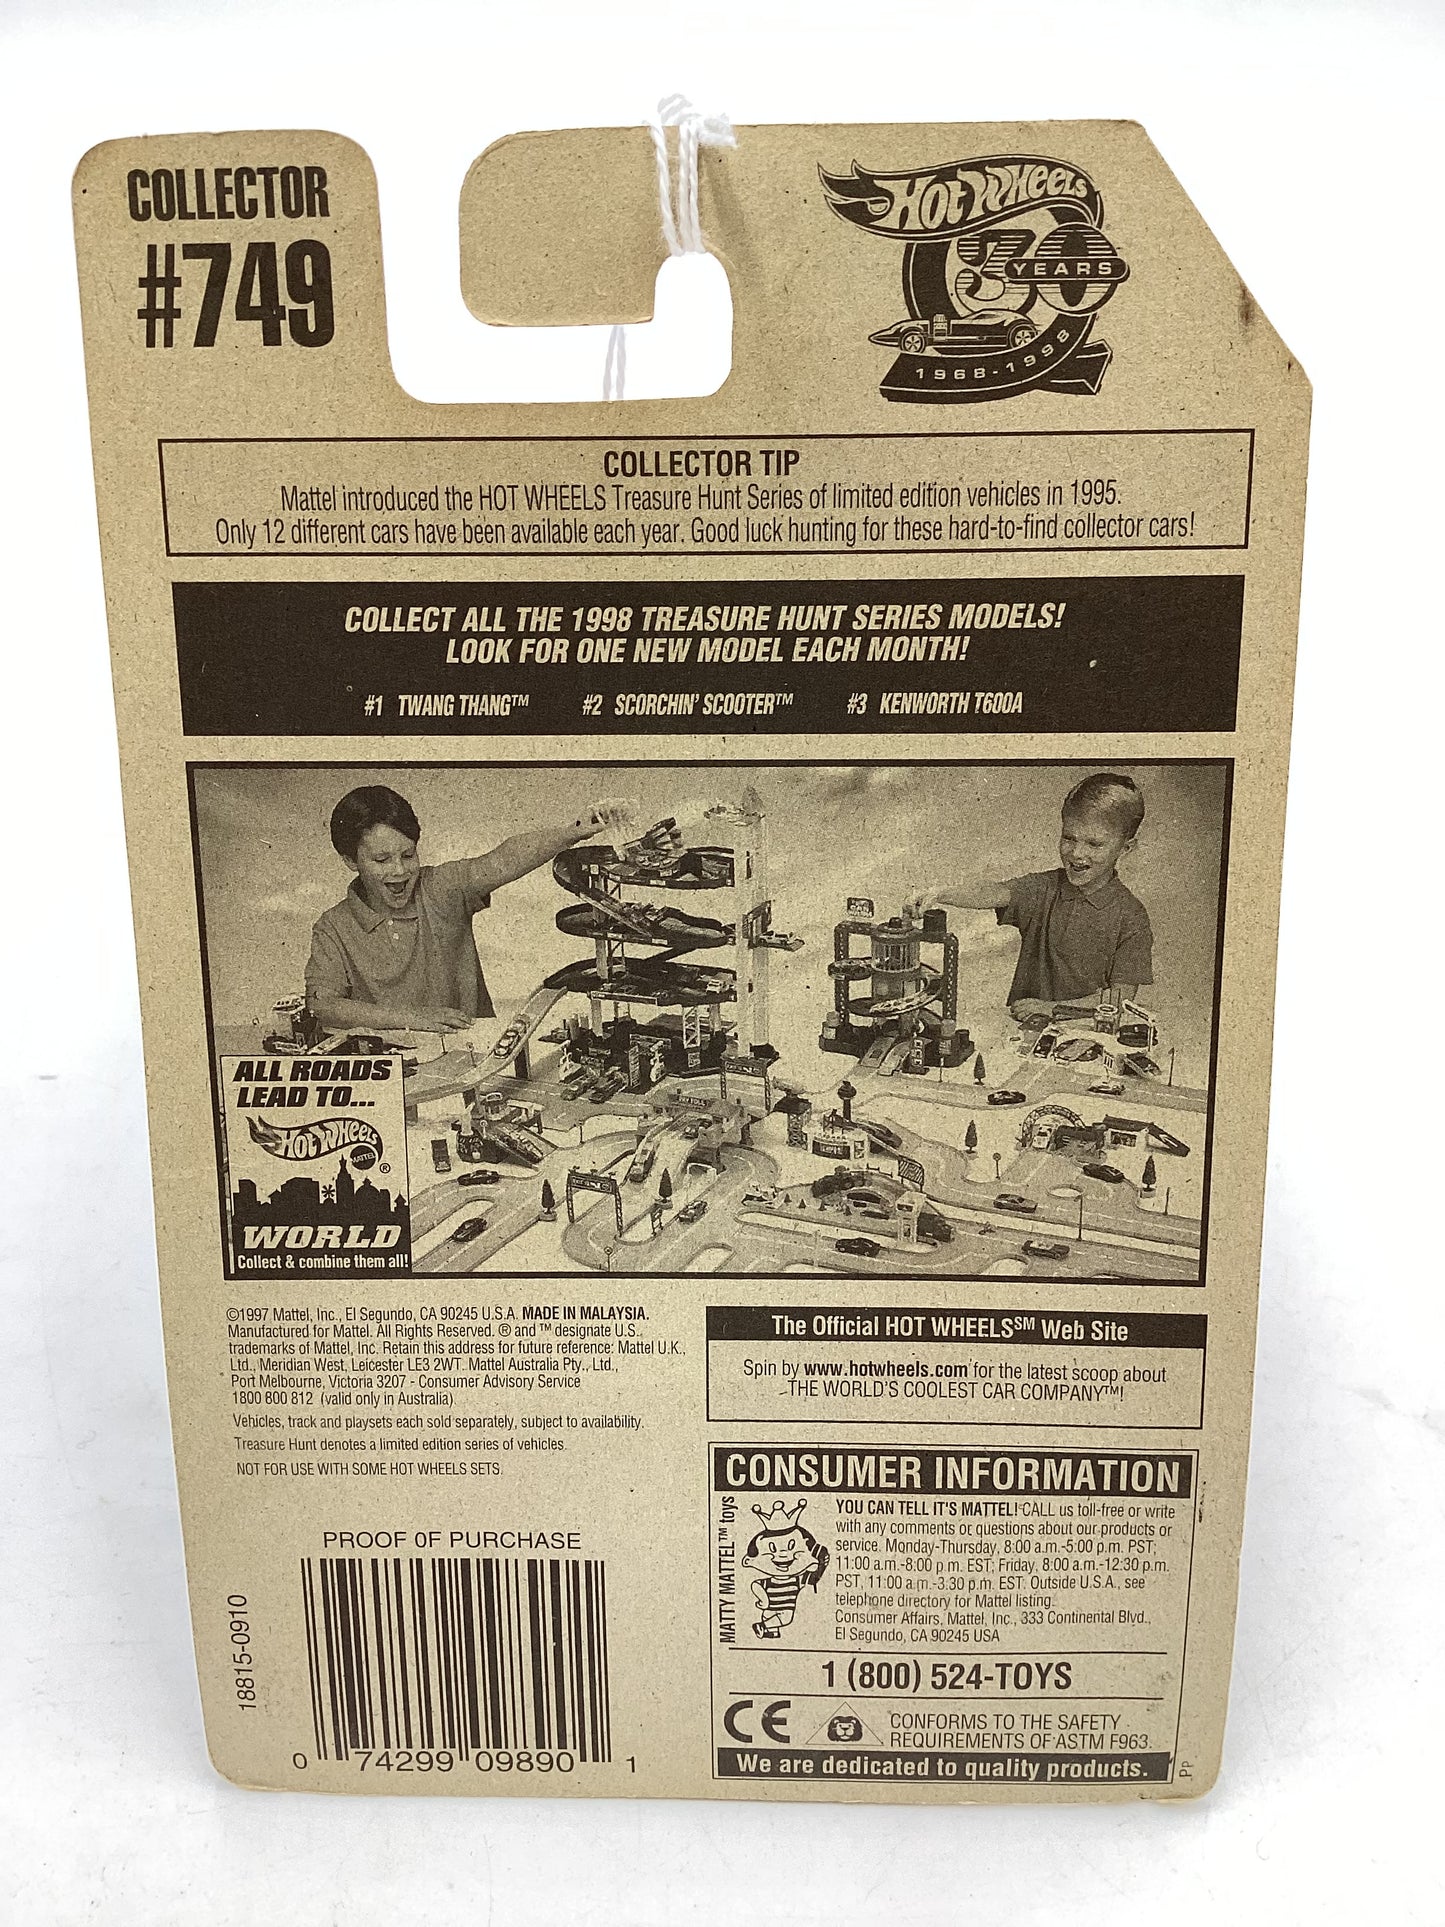 COLLECTOR
#749
HOT WHEELS
30 YEARS
1968-1998
COLLECTOR TIP
Mattel introduced the HOT WHEELS Treasure Hunt Series of limited edition vehicles in 1995.
Only 12 different cars have been available each year. Good luck hunting for these hard-to-find collector cars!
COLLECT ALL THE 1998 TREASURE HUNT SERIES MODELS!
LOOK FOR ONE NEW MODEL EACH MONTH!
#1 TWANG THANG™ #2 SCORCHIN' SCOOTER™ #3 KENWORTH T600A
ALL ROADS
LEAD TO...
HOT WHEELS
MATTEL
®
WORLD
Collect & combine them all!
©1997 Mattel, Inc., El Segundo, CA 90245 U.S.A. MADE IN MALAYSIA.
Manufactured for Mattel. All Rights Reserved. ® and ™ designate U.S.
trademarks of Mattel, Inc. Retain this address for future reference: Mattel U.K.,
Ltd., Meridian West, Leicester LE3 2WT. Mattel Australia Pty., Ltd.,
Port Melbourne, Victoria 3207 - Consumer Advisory Service
1800 800 812 (valid only in Australia)
Vehicles, track and playsets each sold separately, subject to availability.
Treasure Hunt denotes a limited edition series of vehicles.
NOT FOR USE WITH SOME HOT WHEELS SETS.
PROOF OF PURCHASE
18815-0910
0 74299 09890 1
The Official HOT WHEELS℠ Web Site
Spin by www.hotwheels.com for the latest scoop about
THE WORLD'S COOLEST CAR COMPANY™!
CONSUMER INFORMATION
MATTY MATTEL™ toys
YOU CAN TELL IT'S MATTEL! CALL us toll-free or write
with any comments or questions about our products or
service. Monday-Thursday, 8:00 a.m.-5:00 p.m. PST;
11:00 a.m.-8:00 p.m. EST; Friday, 8:00 a.m.-12:30 p.m.
PST, 11:00 a.m.-3:30 p.m. EST. Outside U.S.A., see
telephone directory for Mattel listing.
Consumer Affairs, Mattel, Inc., 333 Continental Blvd.,
El Segundo, CA 90245 USA
1 (800) 524-TOYS
CE
CONFORMS TO THE SAFETY
REQUIREMENTS OF ASTM F963.
We are dedicated to quality products.
PP